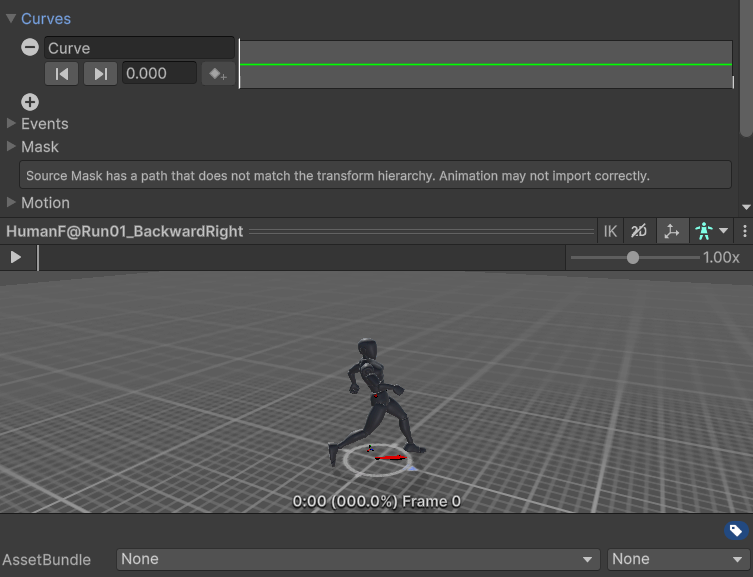 Curves
Curve
0.000
Events
Mask
Source Mask has a path that does not match the transform hierarchy. Animation may not import correctly.
Motion
HumanF@Run01_BackwardRight IK 2D
1.00x
0:00 (000.0%) Frame 0
AssetBundle None None